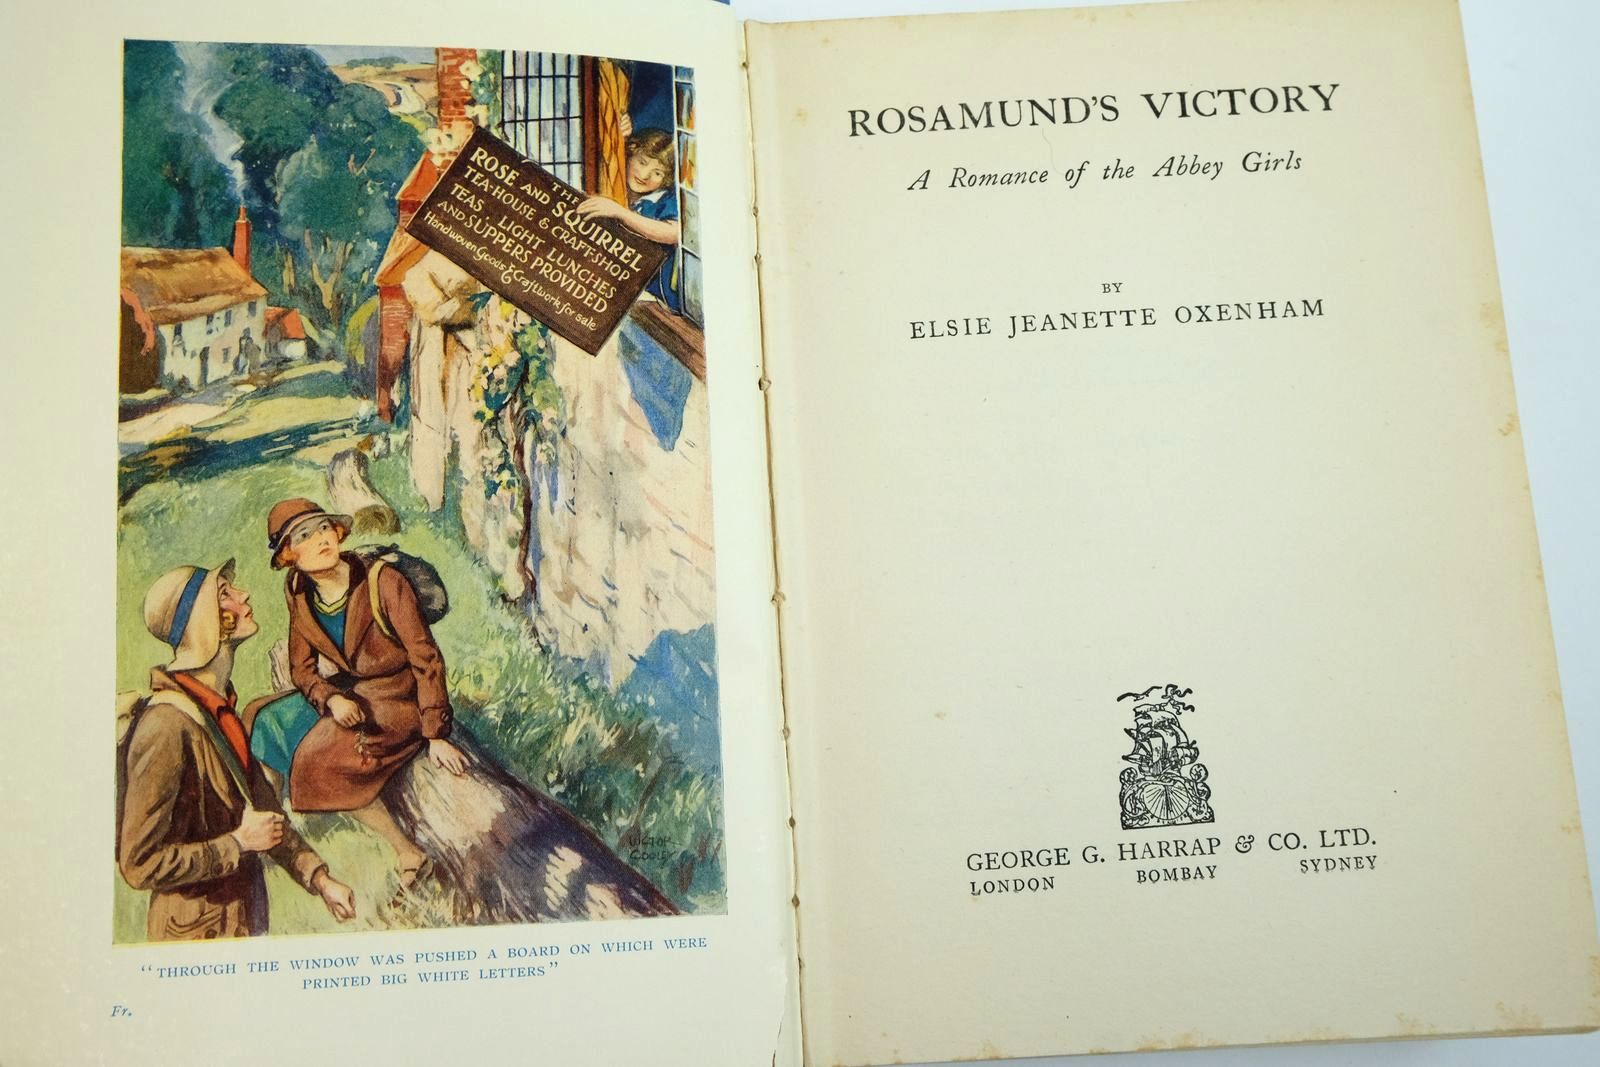 THE
ROSE AND SQUIRREL
TEA-HOUSE & CRAFT-SHOP
TEAS, LIGHT LUNCHES
AND SUPPERS PROVIDED
Handwoven Goods & Craftwork for sale
VICTOR
COOLEY
"THROUGH THE WINDOW WAS PUSHED A BOARD ON WHICH WERE
PRINTED BIG WHITE LETTERS"
Fr.
ROSAMUND'S VICTORY
A Romance of the Abbey Girls
BY
ELSIE JEANETTE OXENHAM
GEORGE G. HARRAP & CO. LTD.
LONDON BOMBAY SYDNEY